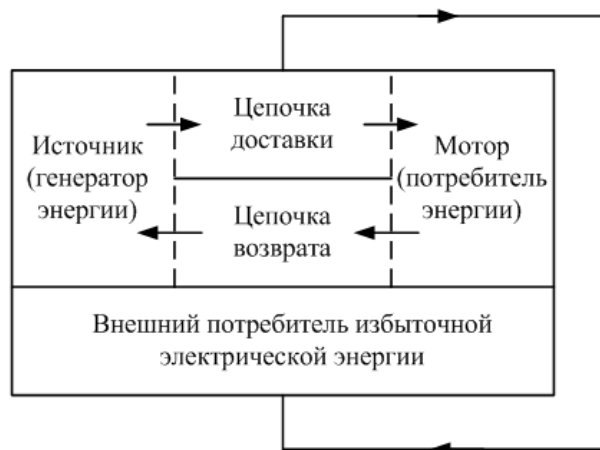 Источник
(генератор
энергии)
Цепочка
доставки
Цепочка
возврата
Мотор
(потребитель
энергии)
Внешний потребитель избыточной
электрической энергии